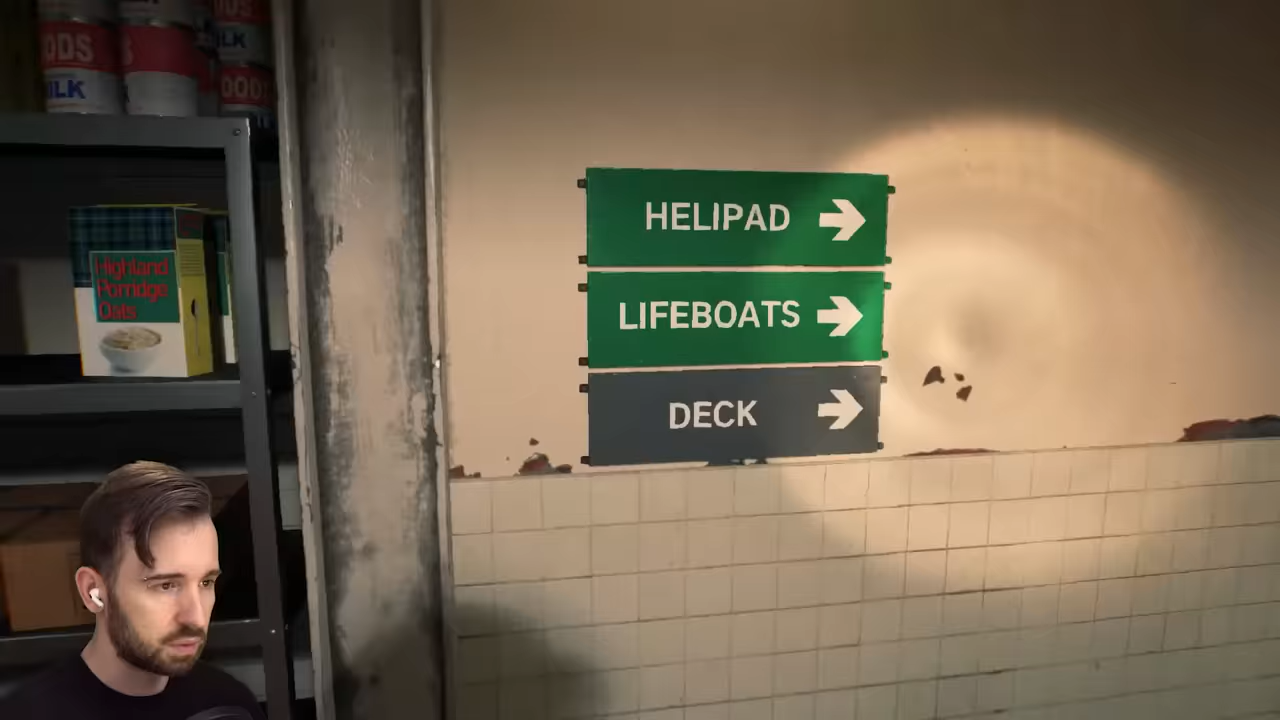 ODS
ILK
ILK
Highland
Porridge
Oats
HELIPAD
LIFEBOATS
DECK